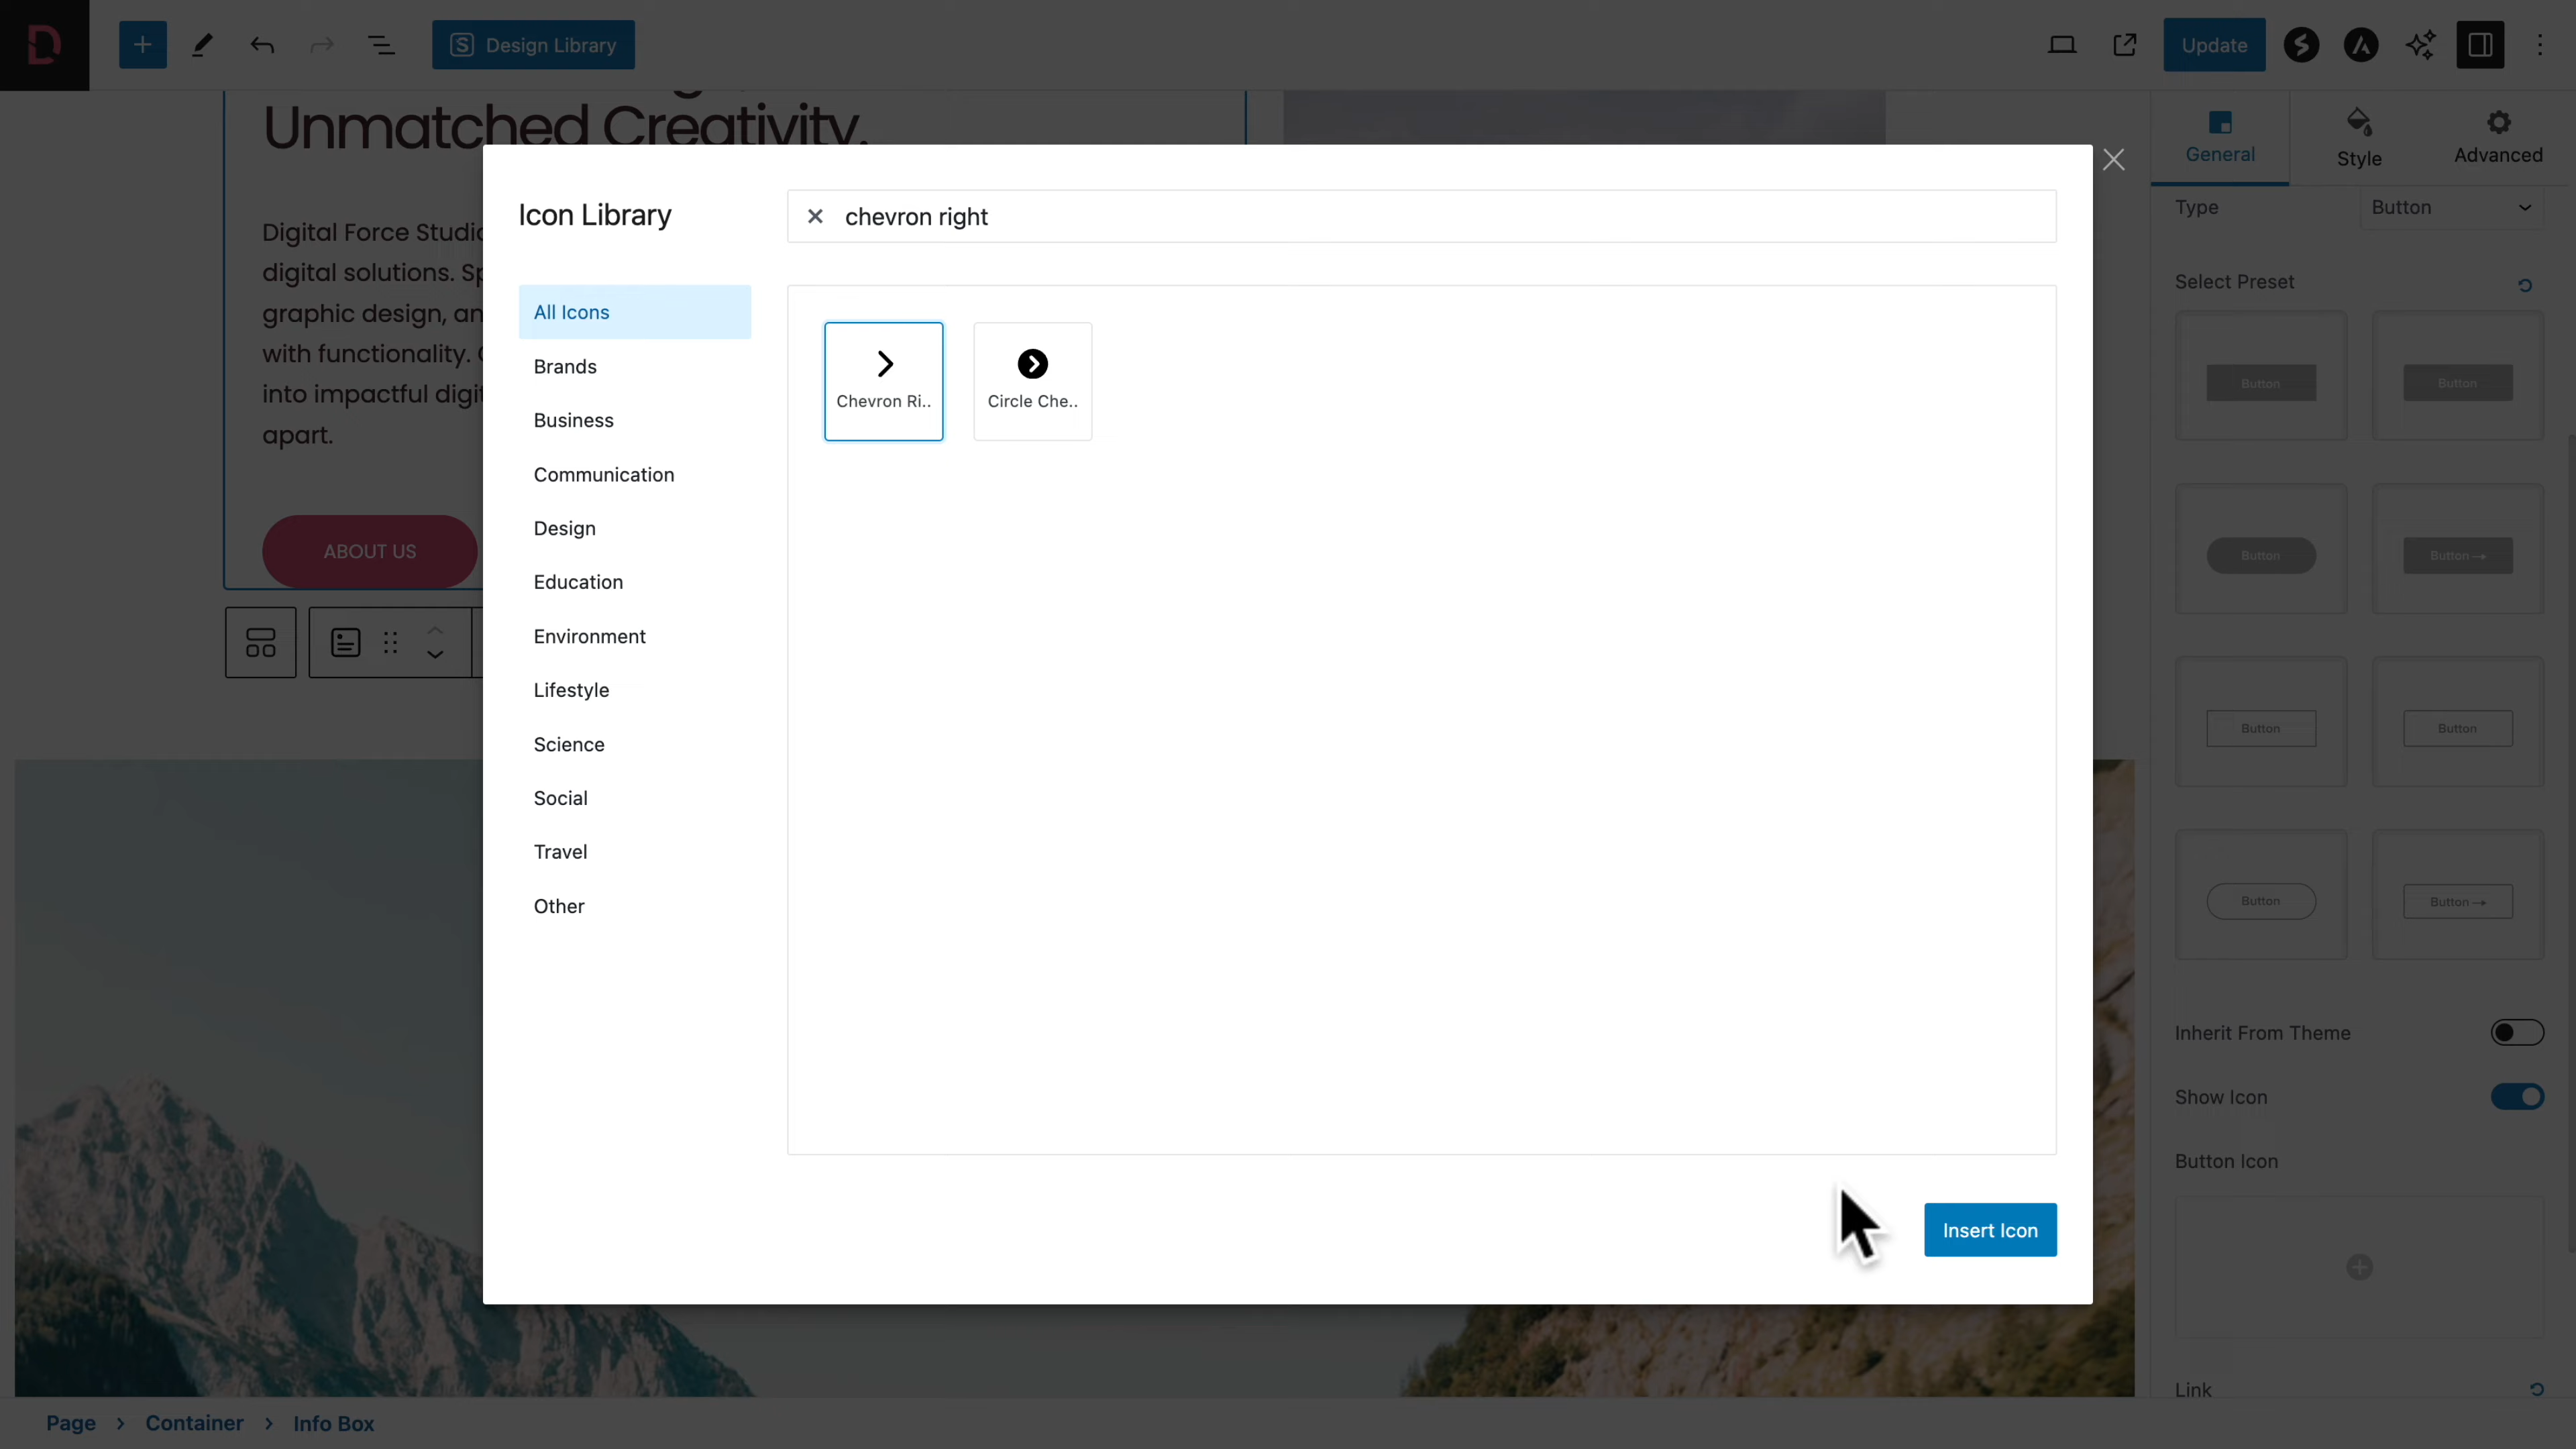 Design Library
Update
Unmatched Creativity.
Digital Force Studio
digital solutions. Sp
graphic design, an
with functionality.
into impactful digit
apart.
ABOUT US
Icon Library
chevron right
All Icons
Brands
Business
Communication
Design
Education
Environment
Lifestyle
Science
Social
Travel
Other
Chevron Ri..
Circle Che..
Insert Icon
General
Style
Advanced
Type
Button
Select Preset
Button
Button
Button
Button
Button
Button
Button
Button
Inherit From Theme
Show Icon
Button Icon
Link
Page
Container
Info Box